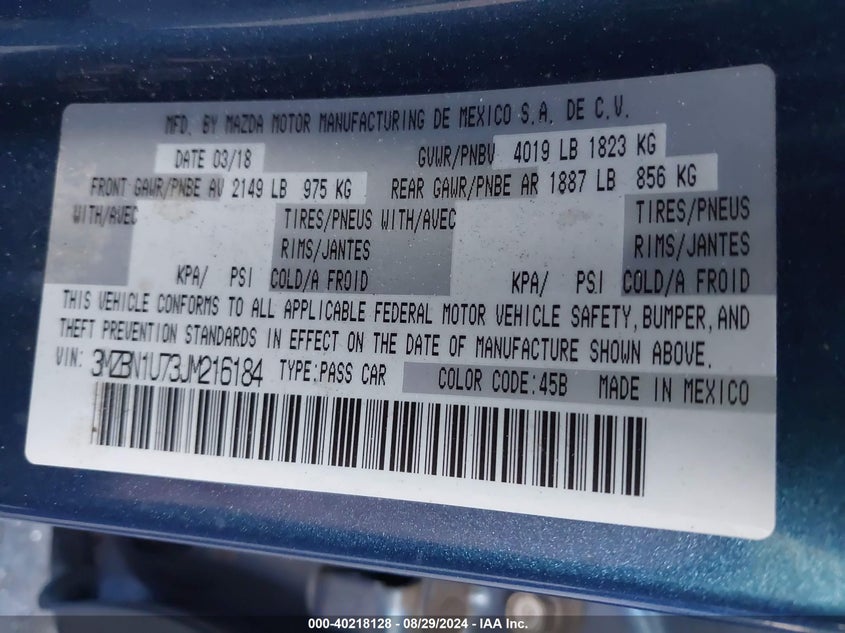 MFD. BY MAZDA MOTOR MANUFACTURING DE MEXICO S.A. DE C.V.
DATE 03/18 GVWR/PNBV 4019 LB 1823 KG
FRONT GAWR/PNBE AV 2149 LB 975 KG REAR GAWR/PNBE AR 1887 LB 856 KG
WITH/AVEC TIRES/PNEUS WITH/AVEC TIRES/PNEUS
RIMS/JANTES RIMS/JANTES
KPA/ PSI COLD/A FROID KPA/ PSI COLD/A FROID
THIS VEHICLE CONFORMS TO ALL APPLICABLE FEDERAL MOTOR VEHICLE SAFETY, BUMPER, AND
THEFT PREVENTION STANDARDS IN EFFECT ON THE DATE OF MANUFACTURE SHOWN ABOVE.
VIN: 3MZBN1U73JM216184 TYPE:PASS CAR COLOR CODE:45B MADE IN MEXICO
000-40218128 - 08/29/2024 - IAA Inc.